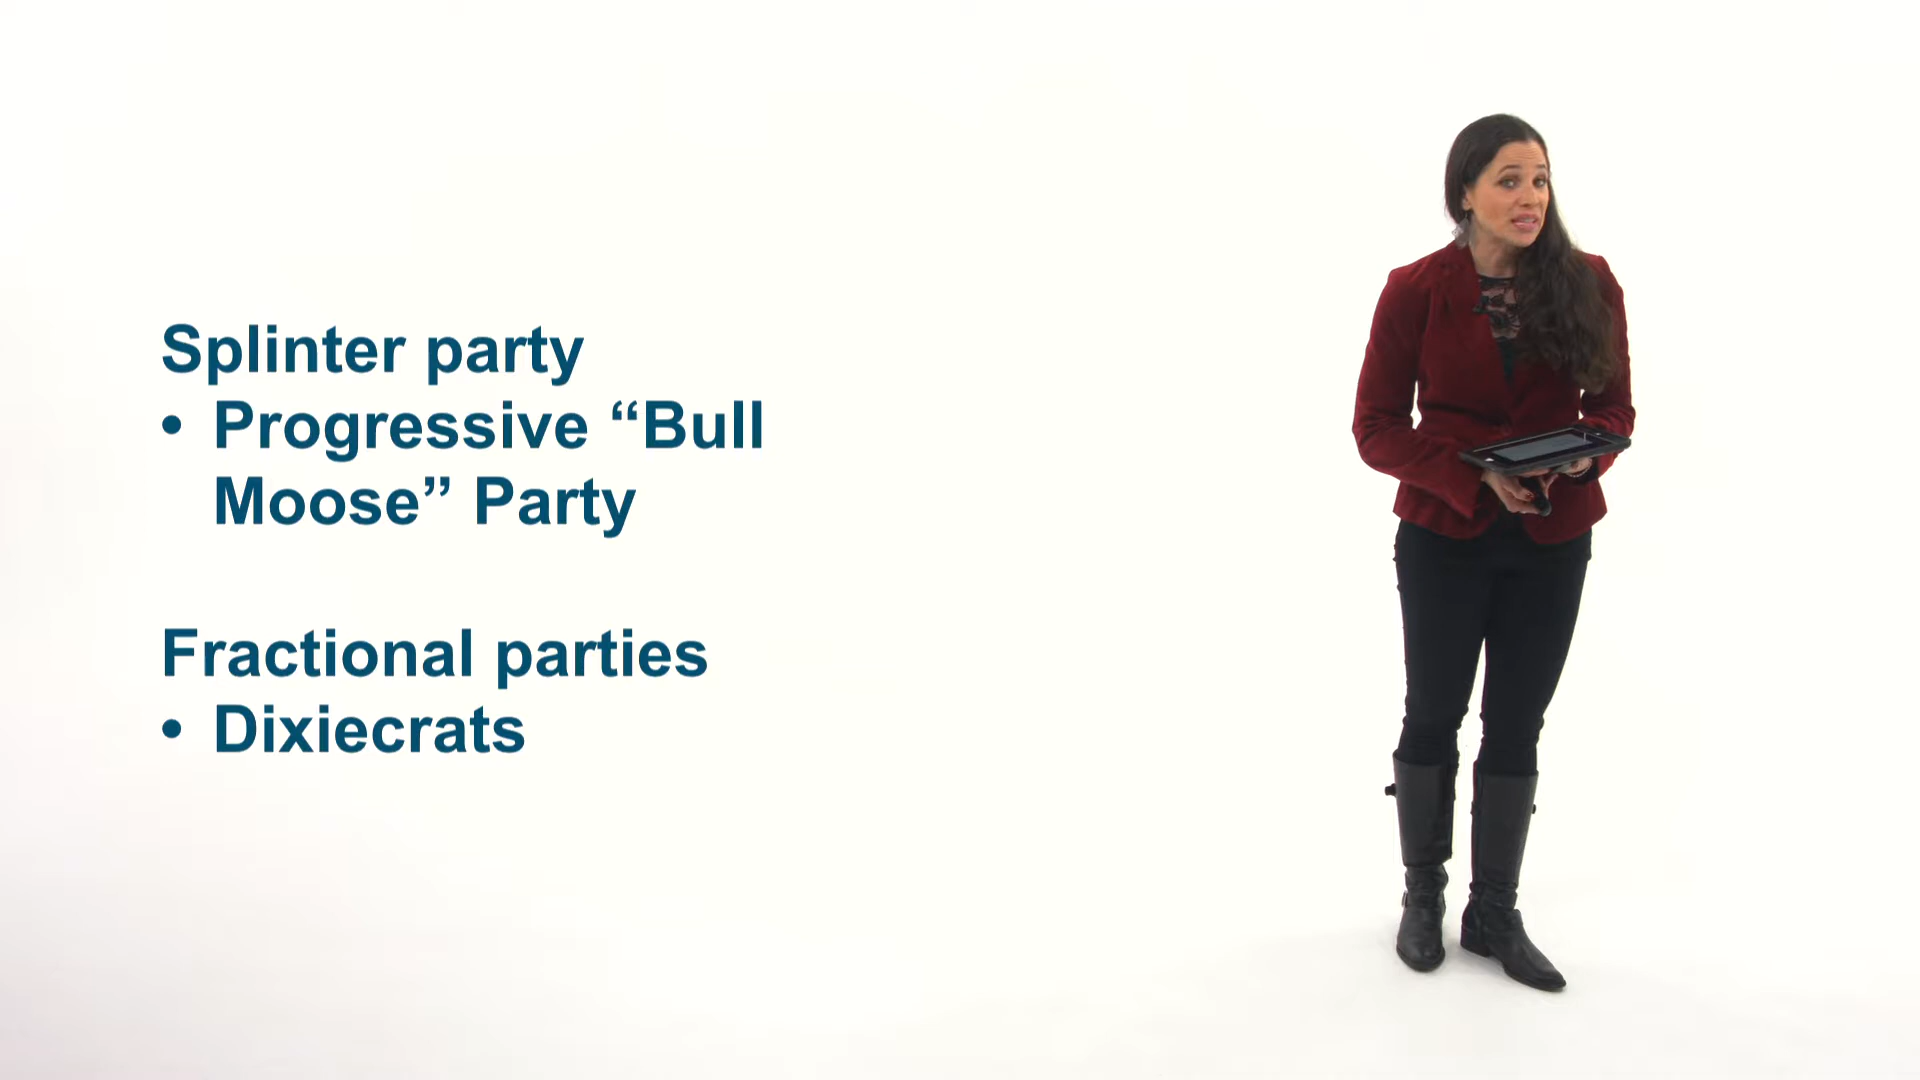 Splinter party
• Progressive “Bull
Moose” Party
Fractional parties
• Dixiecrats